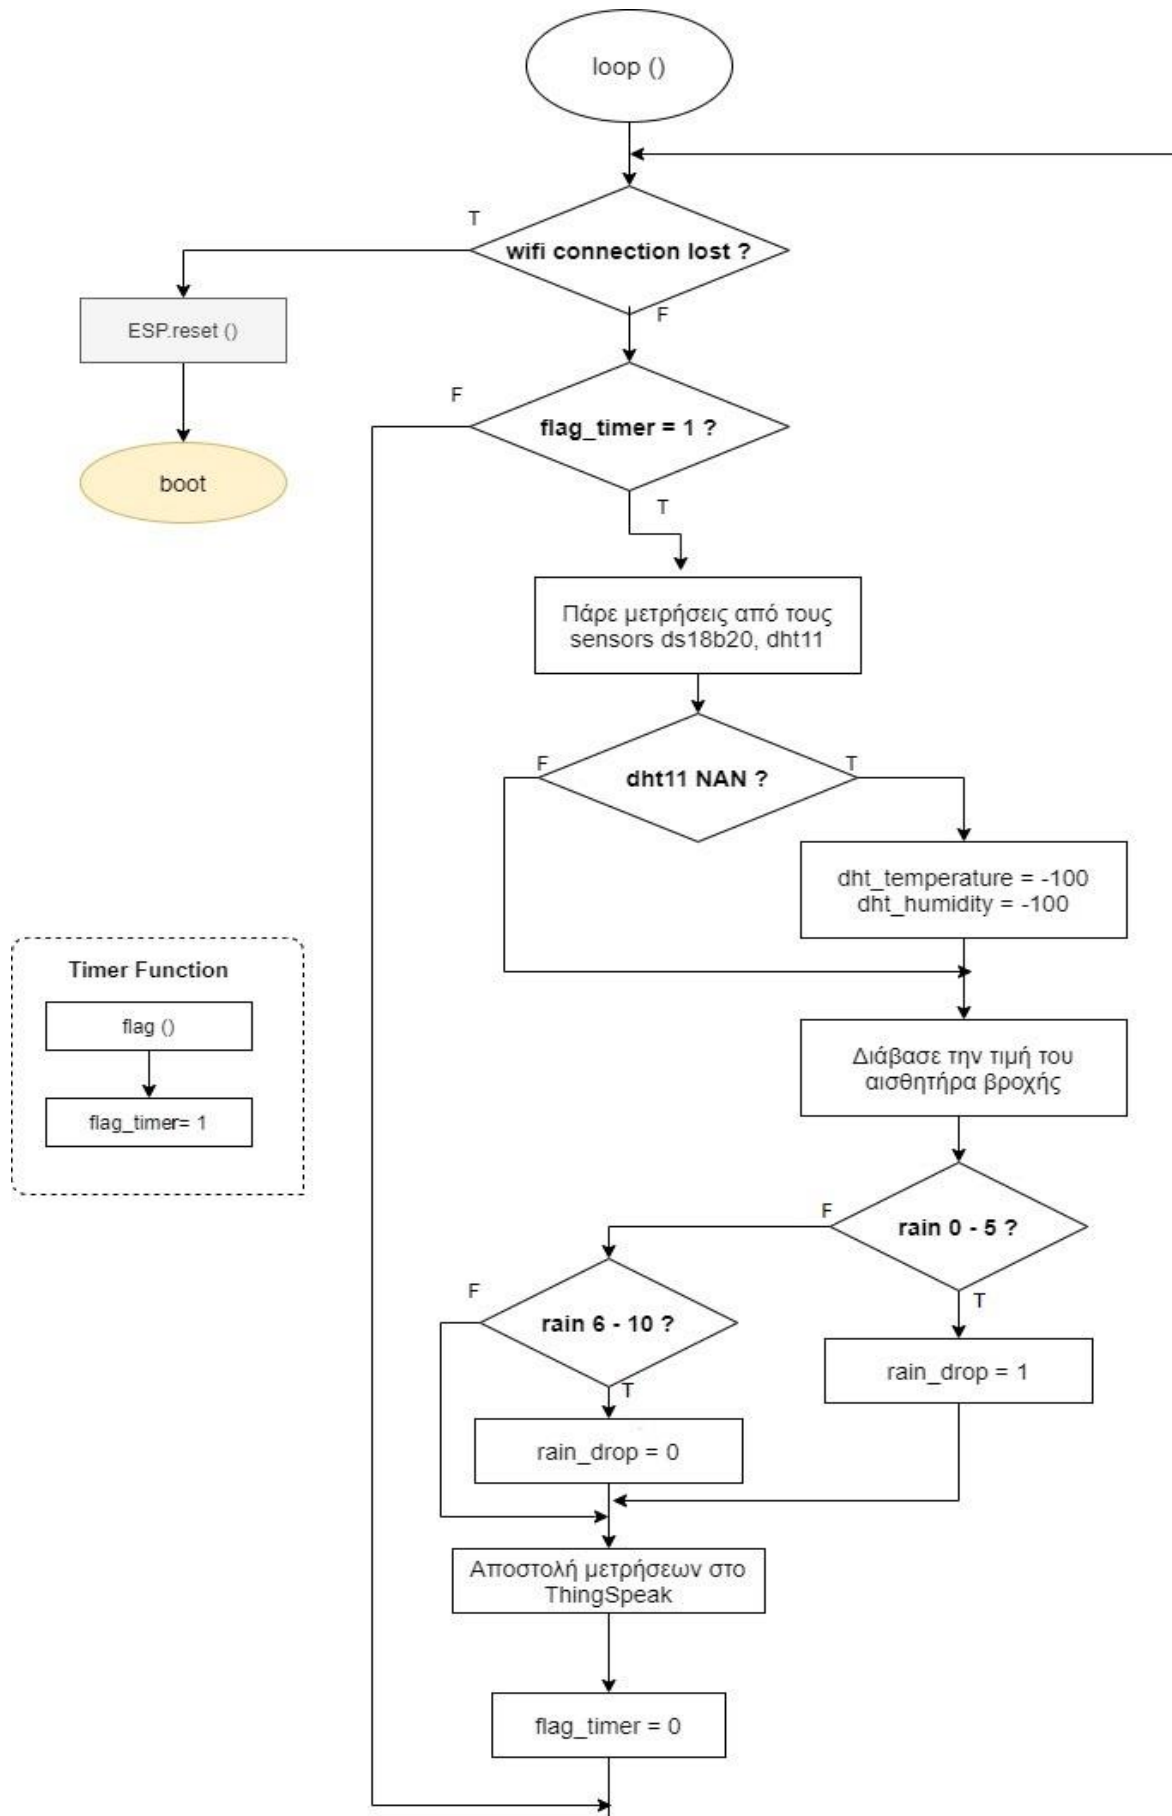 loop ()
T
wifi connection lost ?
F
ESP.reset ()
F
flag_timer = 1 ?
boot
T
Πάρε μετρήσεις από τους
sensors ds18b20, dht11
F
T
dht11 NAN ?
dht_temperature = -100
dht_humidity = -100
Timer Function
flag ()
Διάβασε την τιμή του
αισθητήρα βροχής
flag_timer= 1
F
rain 0 - 5 ?
F
T
rain 6 - 10 ?
rain_drop = 1
T
rain_drop = 0
Αποστολή μετρήσεων στο
ThingSpeak
flag_timer = 0